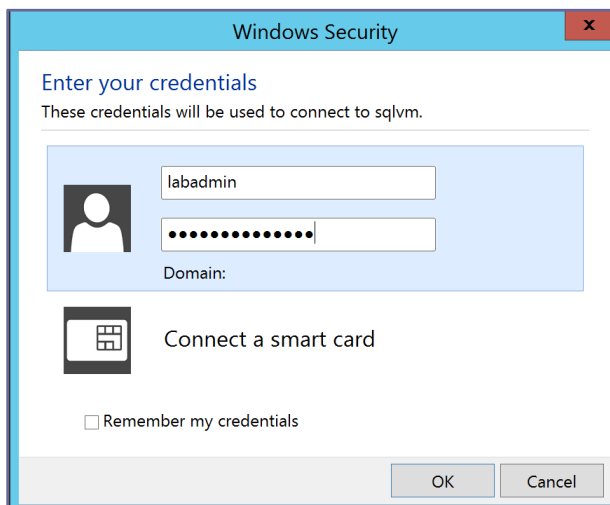 Windows Security
x
Enter your credentials
These credentials will be used to connect to sqlvm.
labadmin
●●●●●●●●●●●●●●
Domain:
Connect a smart card
Remember my credentials
OK
Cancel